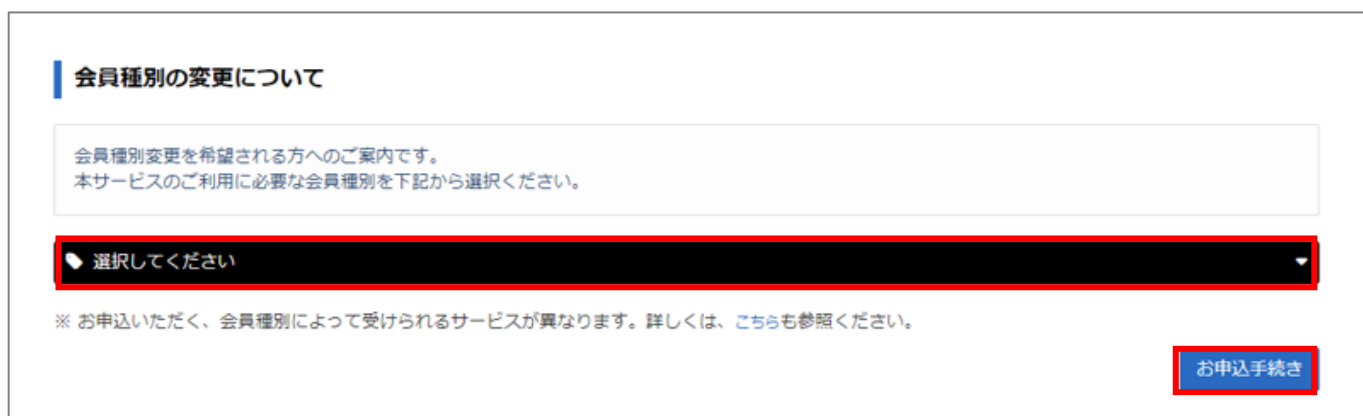 会員種別の変更について
会員種別変更を希望される方へのご案内です。
本サービスのご利用に必要な会員種別を下記から選択ください。
選択してください
※ お申込いただく、会員種別によって受けられるサービスが異なります。詳しくは、こちらも参照ください。
お申込手続き